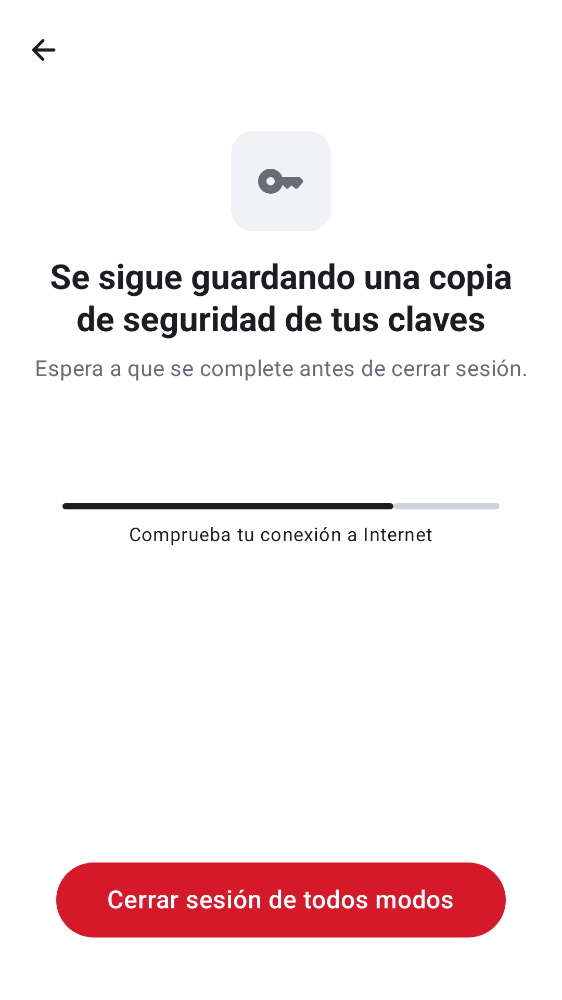 Se sigue guardando una copia
de seguridad de tus claves
Espera a que se complete antes de cerrar sesión.
Comprueba tu conexión a Internet
Cerrar sesión de todos modos